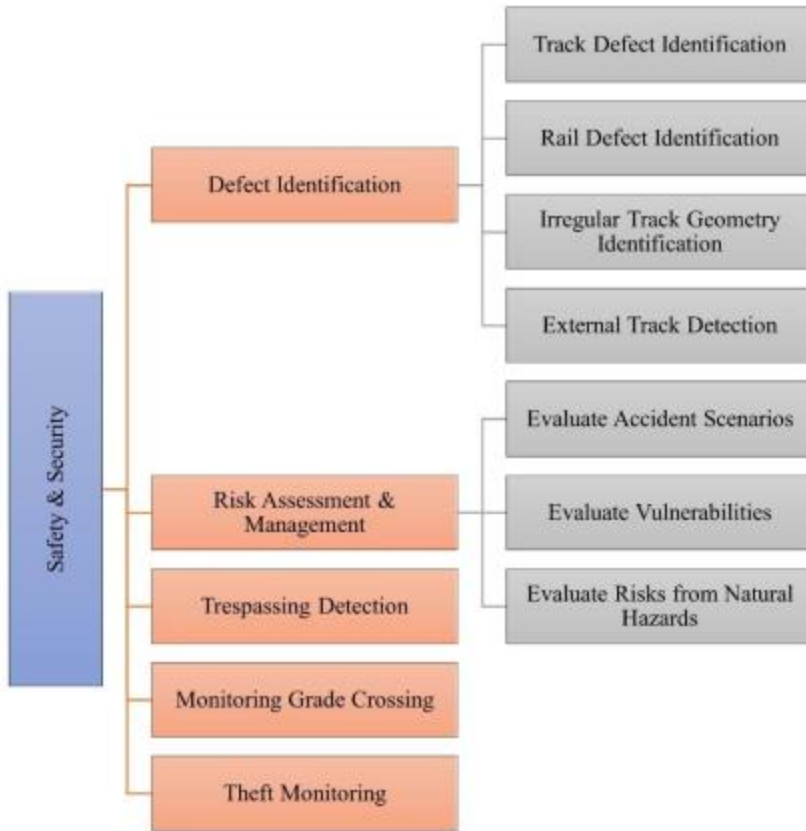 Safety & Security
Defect Identification
Track Defect Identification
Rail Defect Identification
Irregular Track Geometry
Identification
External Track Detection
Risk Assessment &
Management
Evaluate Accident Scenarios
Evaluate Vulnerabilities
Evaluate Risks from Natural
Hazards
Trespassing Detection
Monitoring Grade Crossing
Theft Monitoring